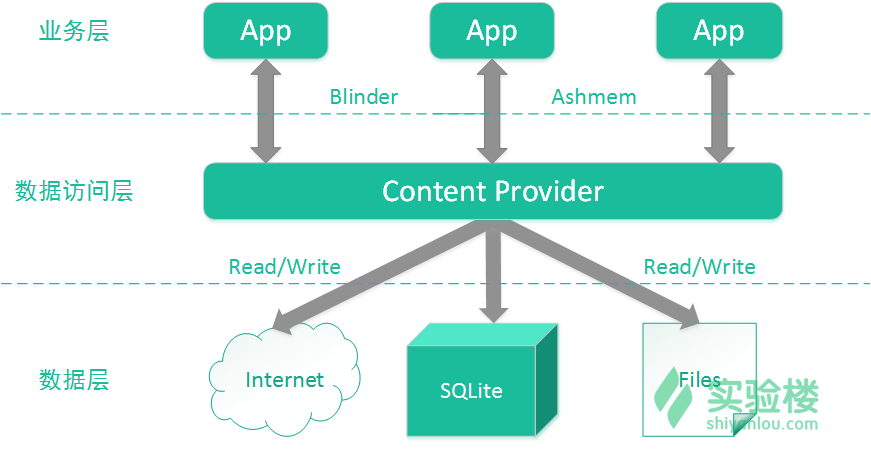 业务层
App
App
App
Blinder
Ashmem
数据访问层
Content Provider
Read/Write
Read/Write
数据层
Internet
SQLite
Files
实验楼
shiyanlou.com